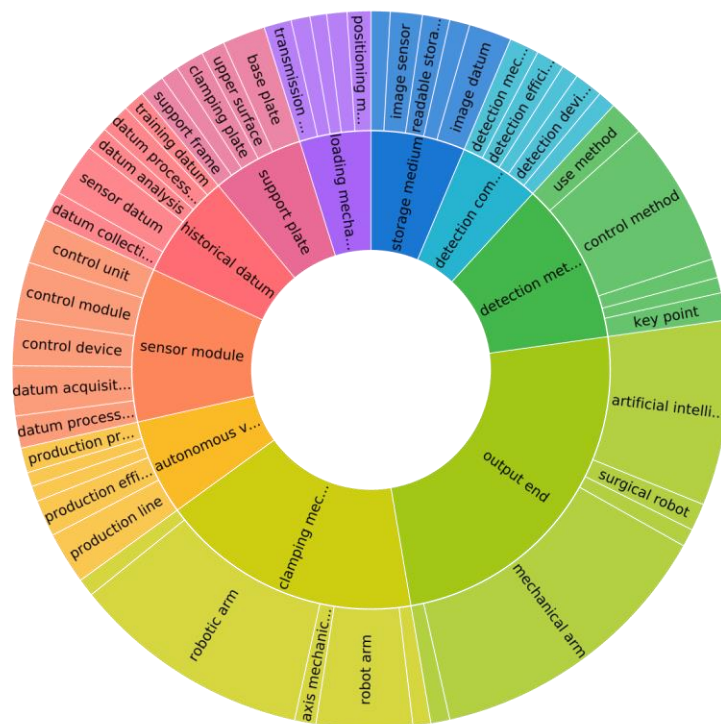 storage medium
detection com...
detection met...
output end
clamping mec...
autonomous v...
sensor module
historical datum
support plate
loading mecha...
image sensor
readable stora...
image datum
detection mec...
detection effici...
detection devi...
use method
control method
key point
artificial intelli...
surgical robot
mechanical arm
robot arm
axis mechanic...
robotic arm
production line
production effi...
production pr...
datum process...
datum acquisit...
control device
control module
control unit
datum collecti...
sensor datum
datum analysis
datum process...
training datum
support frame
clamping plate
upper surface
base plate
transmission ...
positioning m...